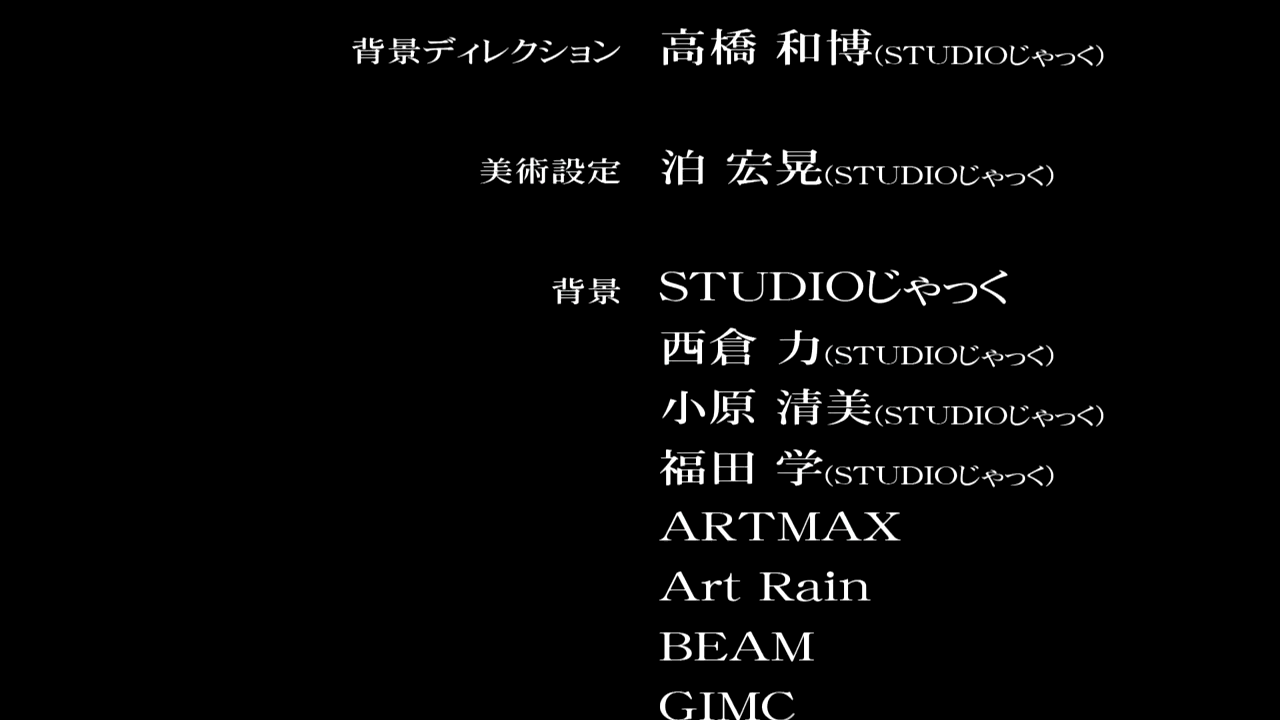 背景ディレクション 高橋 和博(STUDIOじゃっく)
美術設定 泊 宏晃(STUDIOじゃっく)
背景 STUDIOじゃっく
西倉 力(STUDIOじゃっく)
小原 清美(STUDIOじゃっく)
福田 学(STUDIOじゃっく)
ARTMAX
Art Rain
BEAM
GIMC